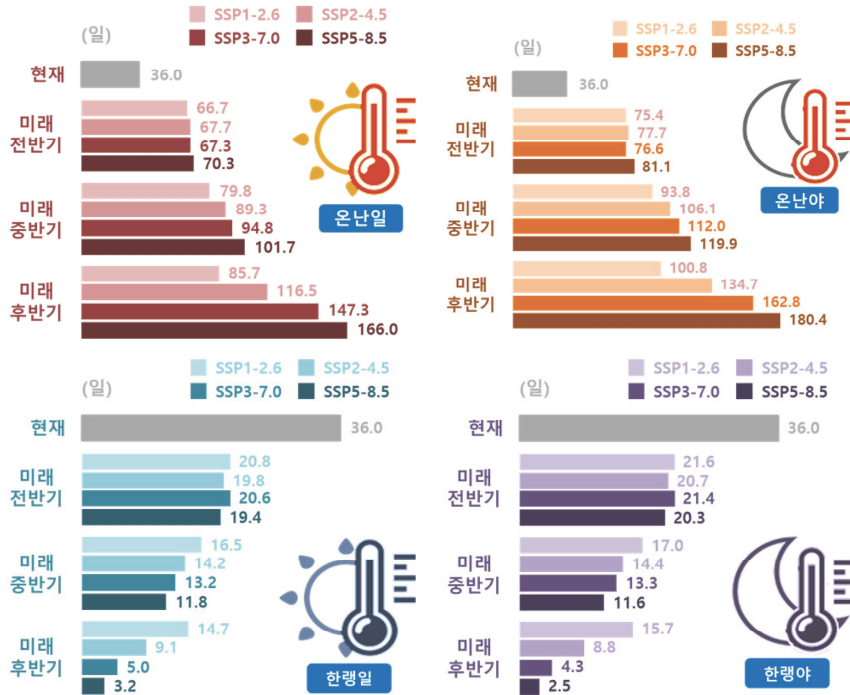 SSP1-2.6 SSP2-4.5
(일) SSP3-7.0 SSP5-8.5
현재 36.0
미래 전반기
66.7
67.7
67.3
70.3
미래 중반기
79.8
89.3
94.8
101.7
미래 후반기
85.7
116.5
147.3
166.0
온난일
SSP1-2.6 SSP2-4.5
(일) SSP3-7.0 SSP5-8.5
현재 36.0
미래 전반기
75.4
77.7
76.6
81.1
미래 중반기
93.8
106.1
112.0
119.9
미래 후반기
100.8
134.7
162.8
180.4
온난야
SSP1-2.6 SSP2-4.5
(일) SSP3-7.0 SSP5-8.5
현재 36.0
미래 전반기
20.8
19.8
20.6
19.4
미래 중반기
16.5
14.2
13.2
11.8
미래 후반기
14.7
9.1
5.0
3.2
한랭일
SSP1-2.6 SSP2-4.5
(일) SSP3-7.0 SSP5-8.5
현재 36.0
미래 전반기
21.6
20.7
21.4
20.3
미래 중반기
17.0
14.4
13.3
11.6
미래 후반기
15.7
8.8
4.3
2.5
한랭야